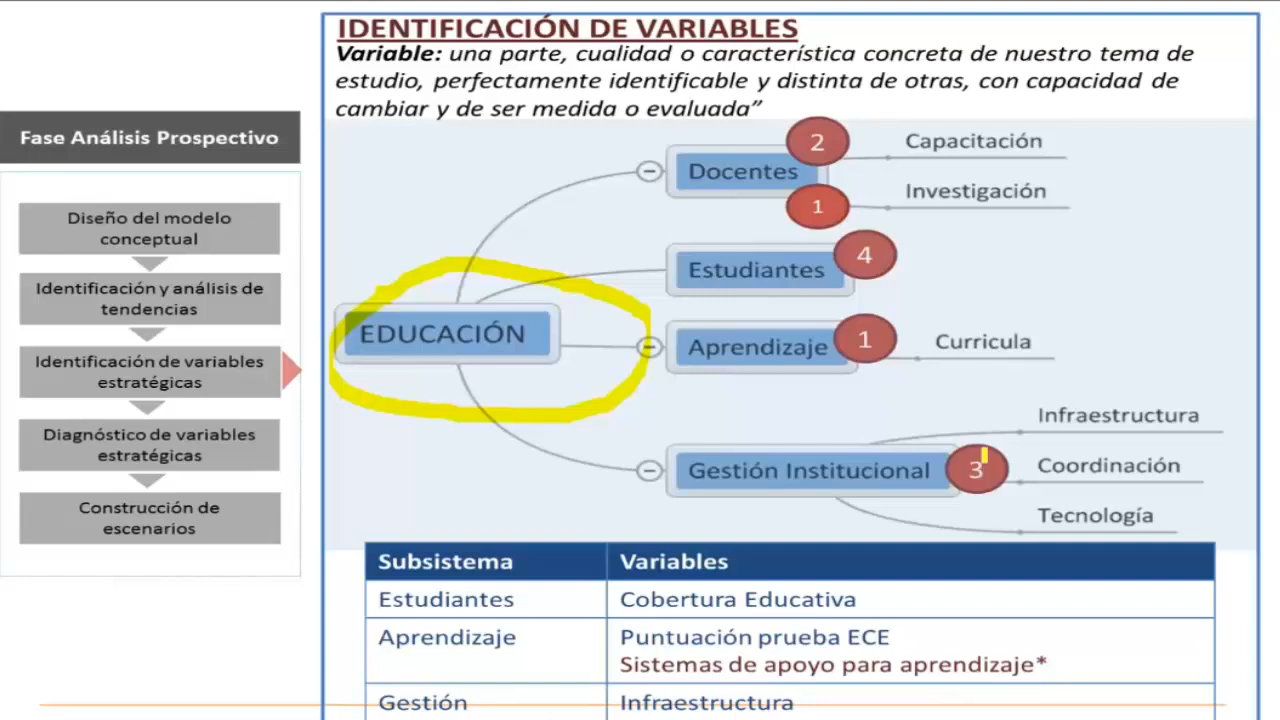 IDENTIFICACIÓN DE VARIABLES
Variable: una parte, cualidad o característica concreta de nuestro tema de
estudio, perfectamente identificable y distinta de otras, con capacidad de
cambiar y de ser medida o evaluada”
Fase Análisis Prospectivo
Diseño del modelo
conceptual
Identificación y análisis de
tendencias
Identificación de variables
estratégicas
Diagnóstico de variables
estratégicas
Construcción de
escenarios
EDUCACIÓN
Docentes
2
1
Capacitación
Investigación
Estudiantes
4
Aprendizaje
1
Curricula
Gestión Institucional
3
Infraestructura
Coordinación
Tecnología
Subsistema Variables
Estudiantes Cobertura Educativa
Aprendizaje Puntuación prueba ECE
Sistemas de apoyo para aprendizaje*
Gestión Infraestructura